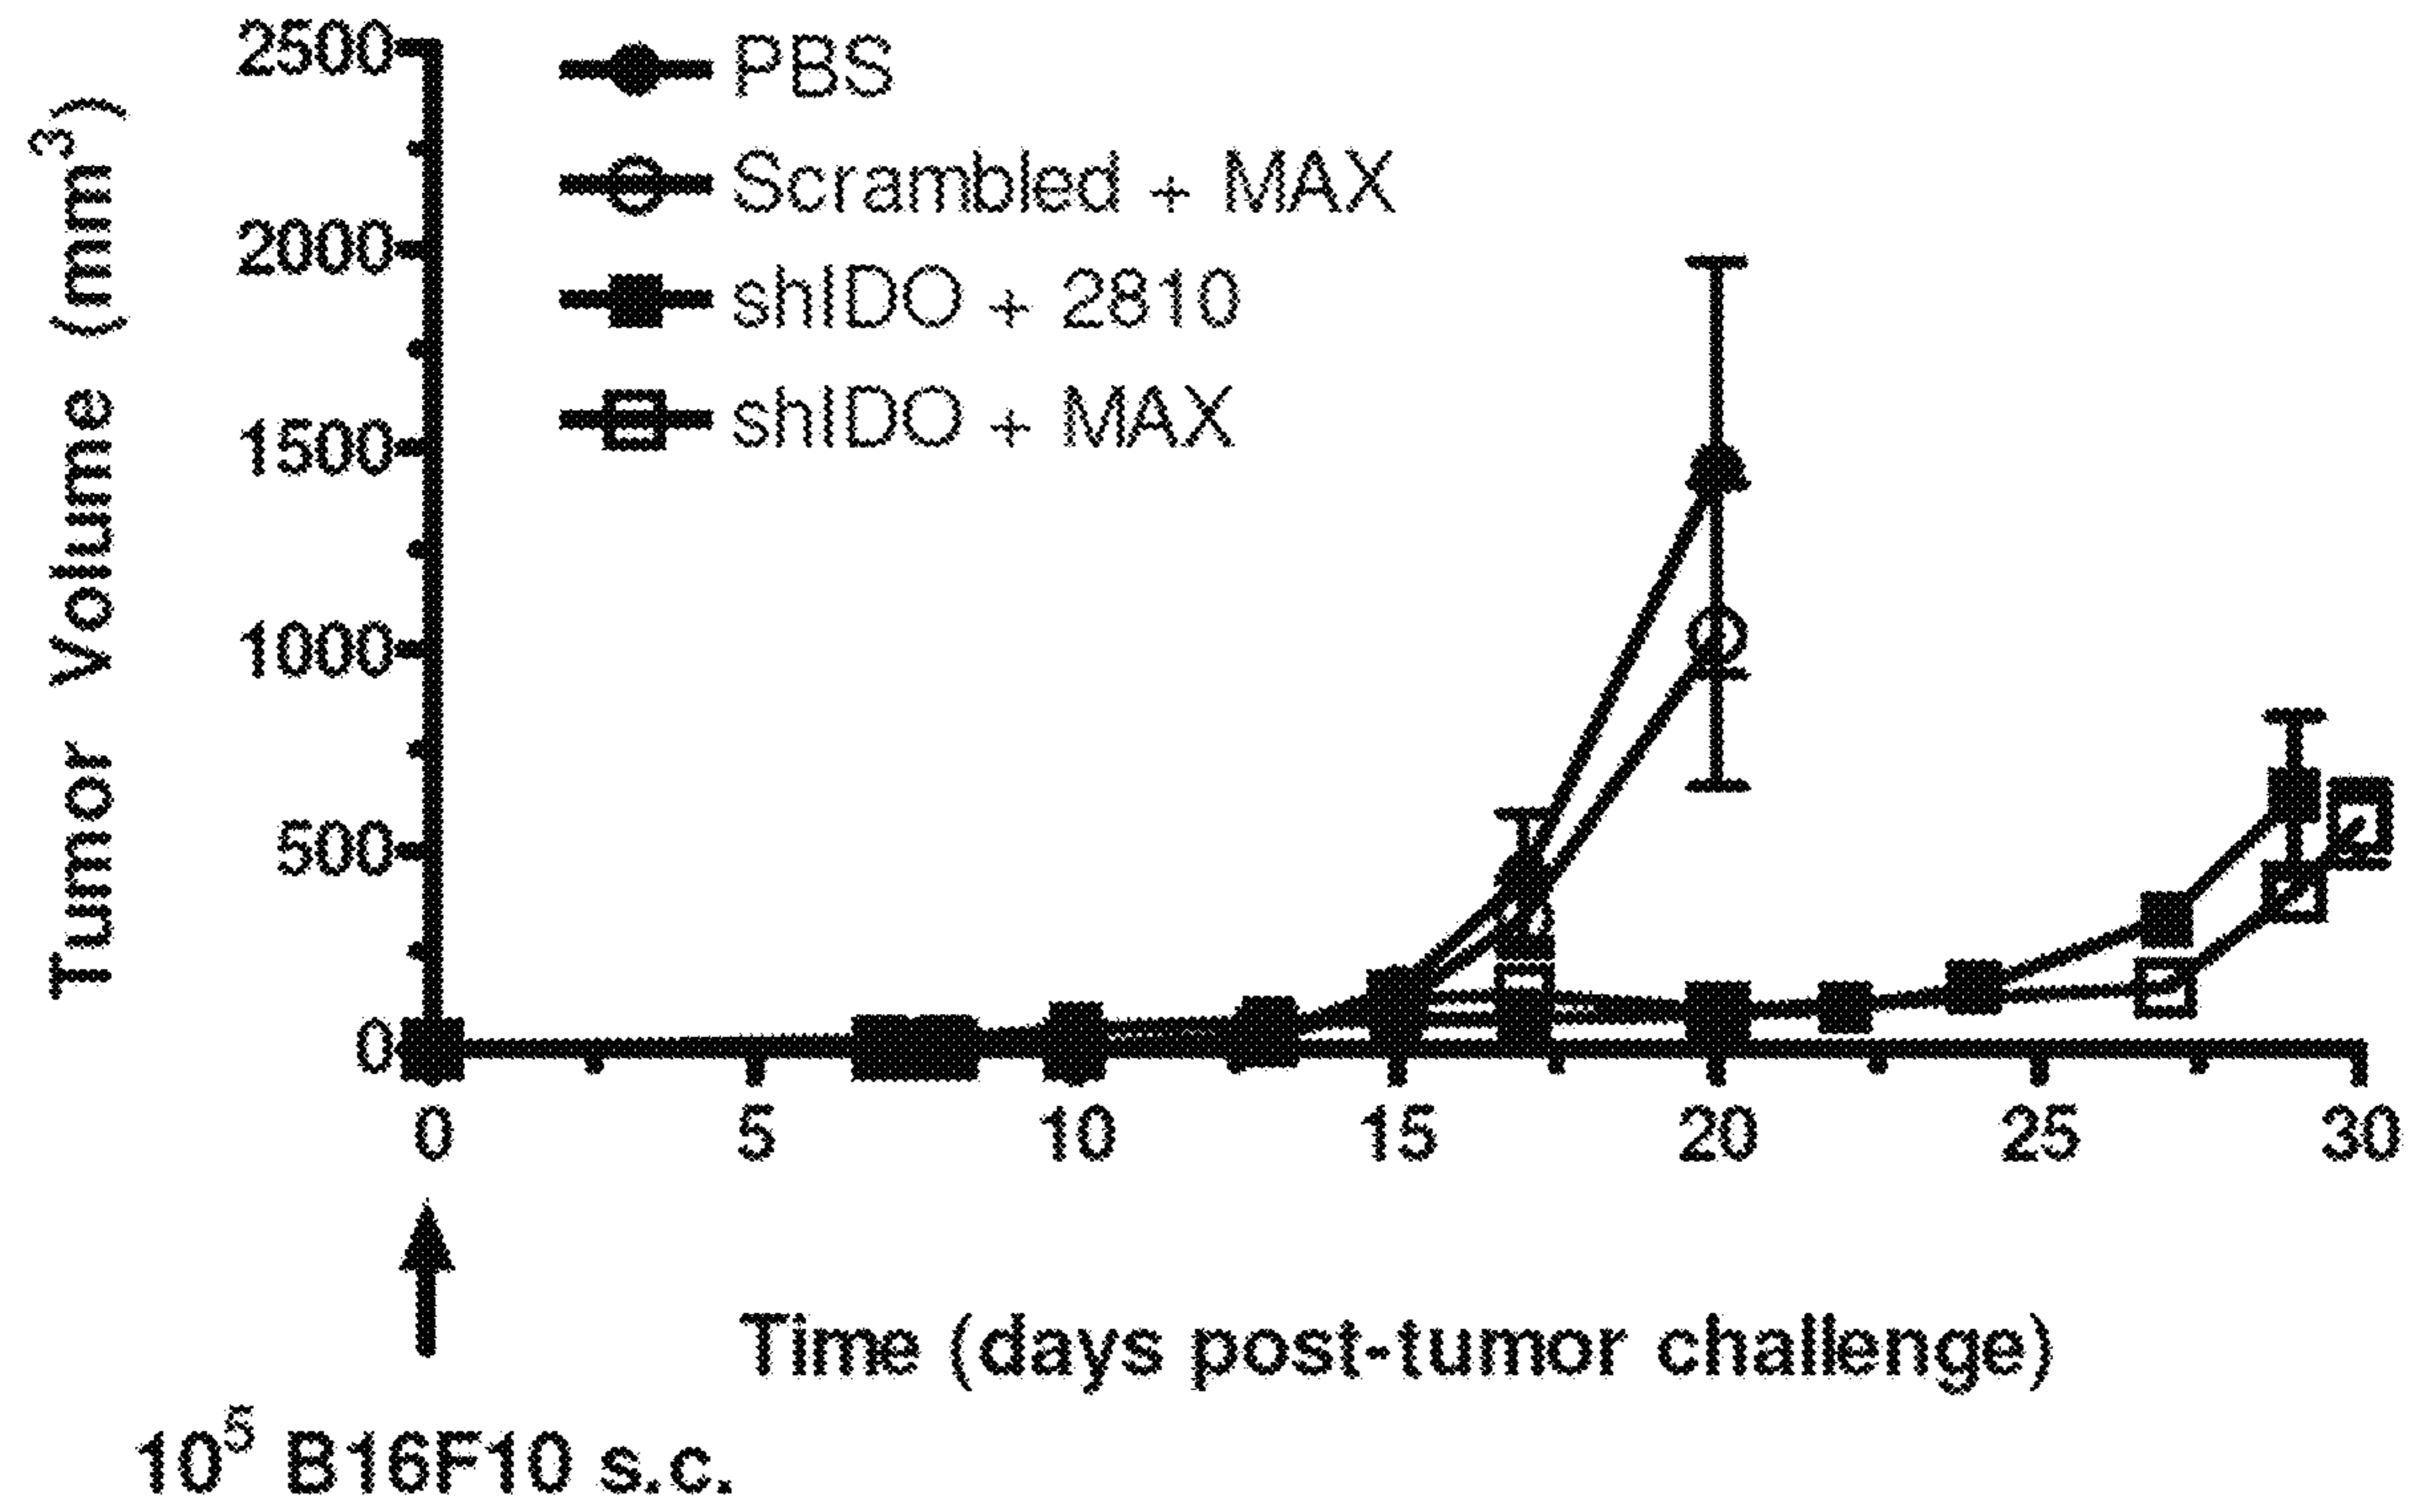 Tumor Volume (mm³)
2500
2000
1500
1000
500
0
PBS
Scrambled + MAX
shIDO + 2810
shIDO + MAX
0 5 10 15 20 25 30
Time (days post-tumor challenge)
10⁵ B16F10 s.c.